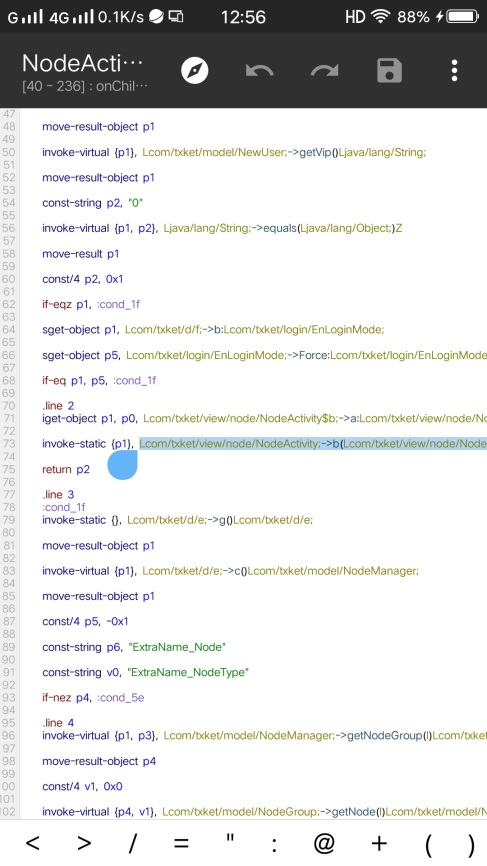 G 4G 0.1K/s 12:56 HD 88%
NodeActi···
[40 - 236] : onChil···
47
48 move-result-object p1
49
50 invoke-virtual {p1}, Lcom/txket/model/NewUser;->getVip()Ljava/lang/String;
51
52 move-result-object p1
53
54 const-string p2, "0"
55
56 invoke-virtual {p1, p2}, Ljava/lang/String;->equals(Ljava/lang/Object;)Z
57
58 move-result p1
59
60 const/4 p2, 0x1
61
62 if-eqz p1, :cond_1f
63
64 sget-object p1, Lcom/txket/d/f;->b:Lcom/txket/login/EnLoginMode;
65
66 sget-object p5, Lcom/txket/login/EnLoginMode;->Force:Lcom/txket/login/EnLoginMode
67
68 if-eq p1, p5, :cond_1f
69
70 .line 2
71 iget-object p1, p0, Lcom/txket/view/node/NodeActivity$b;->a:Lcom/txket/view/node/No
72
73 invoke-static {p1}, Lcom/txket/view/node/NodeActivity;->b(Lcom/txket/view/node/Node
74
75 return p2
76
77 .line 3
78 :cond_1f
79 invoke-static {}, Lcom/txket/d/e;->g()Lcom/txket/d/e;
80
81 move-result-object p1
82
83 invoke-virtual {p1}, Lcom/txket/d/e;->c()Lcom/txket/model/NodeManager;
84
85 move-result-object p1
86
87 const/4 p5, -0x1
88
89 const-string p6, "ExtraName_Node"
90
91 const-string v0, "ExtraName_NodeType"
92
93 if-nez p4, :cond_5e
94
95 .line 4
96 invoke-virtual {p1, p3}, Lcom/txket/model/NodeManager;->getNodeGroup(I)Lcom/txket
97
98 move-result-object p4
99
00 const/4 v1, 0x0
101
102 invoke-virtual {p4, v1}, Lcom/txket/model/NodeGroup;->getNode(I)Lcom/txket/model/N
< > / = " : @ + ( )